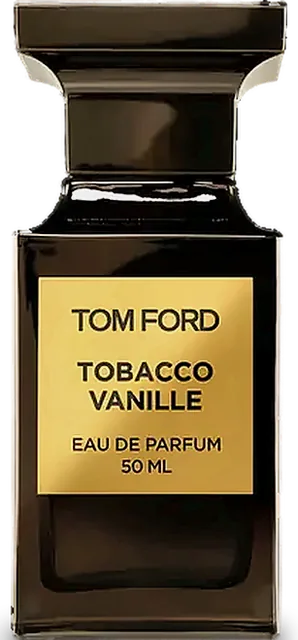 TOM FORD
TOBACCO
VANILLE
EAU DE PARFUM
50 ML